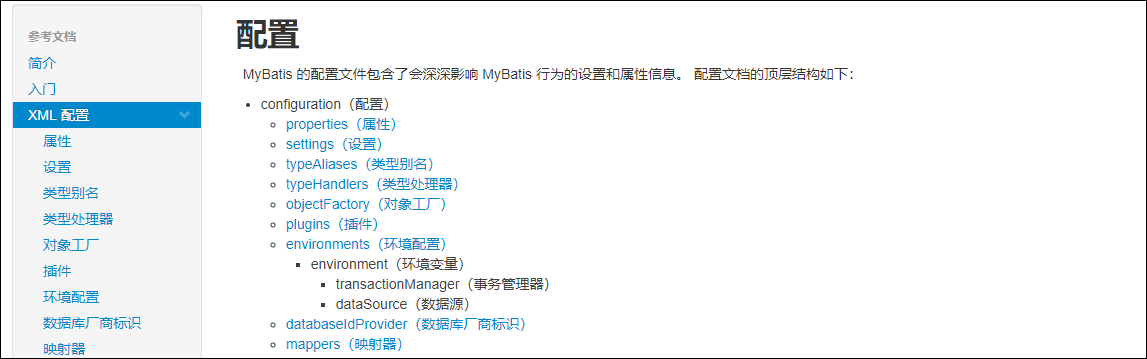 参考文档
简介
入门
XML 配置
属性
设置
类型别名
类型处理器
对象工厂
插件
环境配置
数据库厂商标识
映射器
配置
MyBatis 的配置文件包含了会深深影响 MyBatis 行为的设置和属性信息。 配置文档的顶层结构如下：
configuration（配置）
properties（属性）
settings（设置）
typeAliases（类型别名）
typeHandlers（类型处理器）
objectFactory（对象工厂）
plugins（插件）
environments（环境配置）
environment（环境变量）
transactionManager（事务管理器）
dataSource（数据源）
databaseIdProvider（数据库厂商标识）
mappers（映射器）